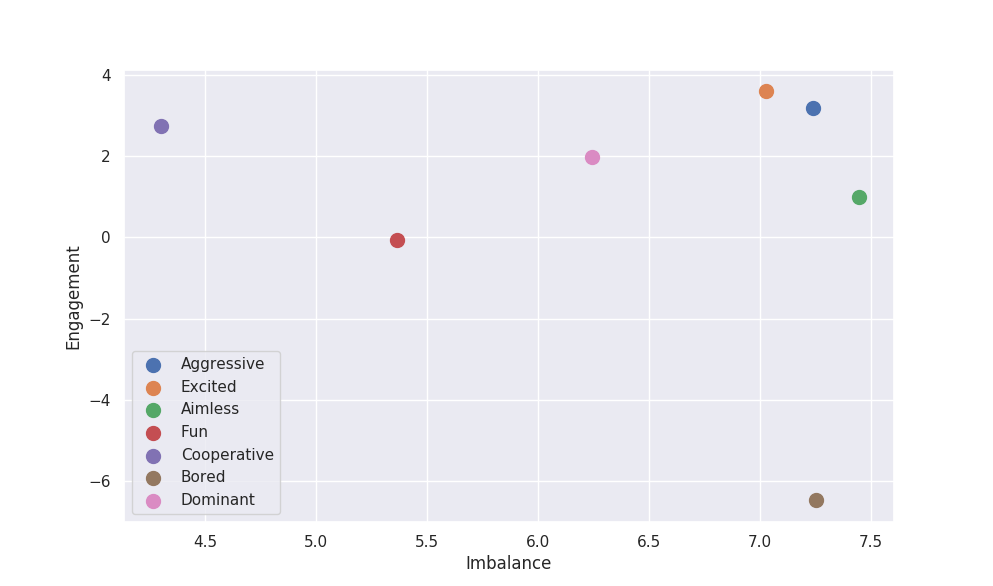 4
2
0
−2
−4
−6
Engagement
Aggressive
Excited
Aimless
Fun
Cooperative
Bored
Dominant
4.5 5.0 5.5 6.0 6.5 7.0 7.5
Imbalance